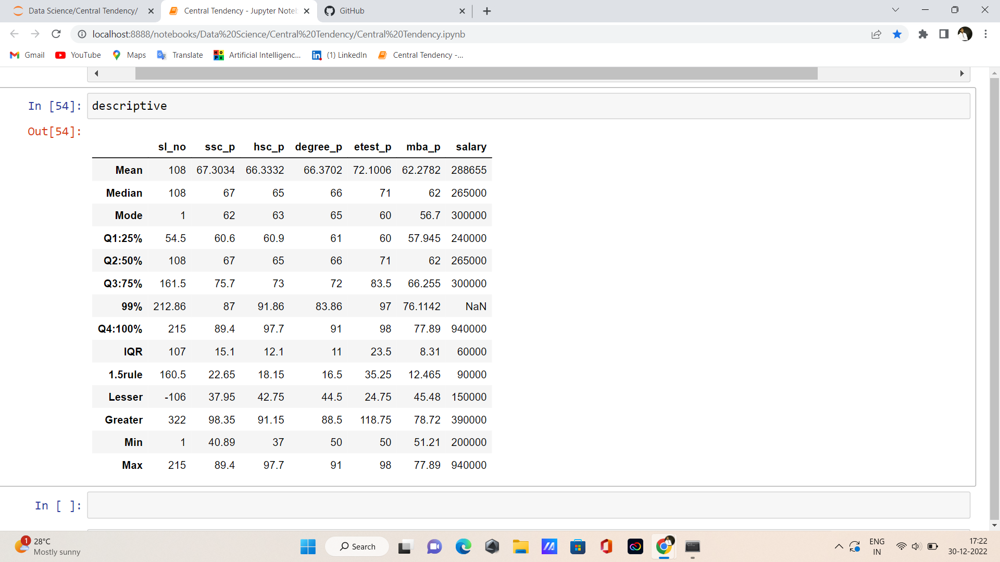 Data Science/Central Tendency/
Central Tendency - Jupyter Noteb
GitHub
localhost:8888/notebooks/Data%20Science/Central%20Tendency/Central%20Tendency.ipynb
Gmail YouTube Maps Translate Artificial Intelligenc... (1) LinkedIn Central Tendency -...
In [54]: descriptive
Out[54]:
sl_no ssc_p hsc_p degree_p etest_p mba_p salary
Mean 108 67.3034 66.3332 66.3702 72.1006 62.2782 288655
Median 108 67 65 66 71 62 265000
Mode 1 62 63 65 60 56.7 300000
Q1:25% 54.5 60.6 60.9 61 60 57.945 240000
Q2:50% 108 67 65 66 71 62 265000
Q3:75% 161.5 75.7 73 72 83.5 66.255 300000
99% 212.86 87 91.86 83.86 97 76.1142 NaN
Q4:100% 215 89.4 97.7 91 98 77.89 940000
IQR 107 15.1 12.1 11 23.5 8.31 60000
1.5rule 160.5 22.65 18.15 16.5 35.25 12.465 90000
Lesser -106 37.95 42.75 44.5 24.75 45.48 150000
Greater 322 98.35 91.15 88.5 118.75 78.72 390000
Min 1 40.89 37 50 50 51.21 200000
Max 215 89.4 97.7 91 98 77.89 940000
In [ ]:
1
28°C
Mostly sunny
Search
ENG
IN
17:22
30-12-2022